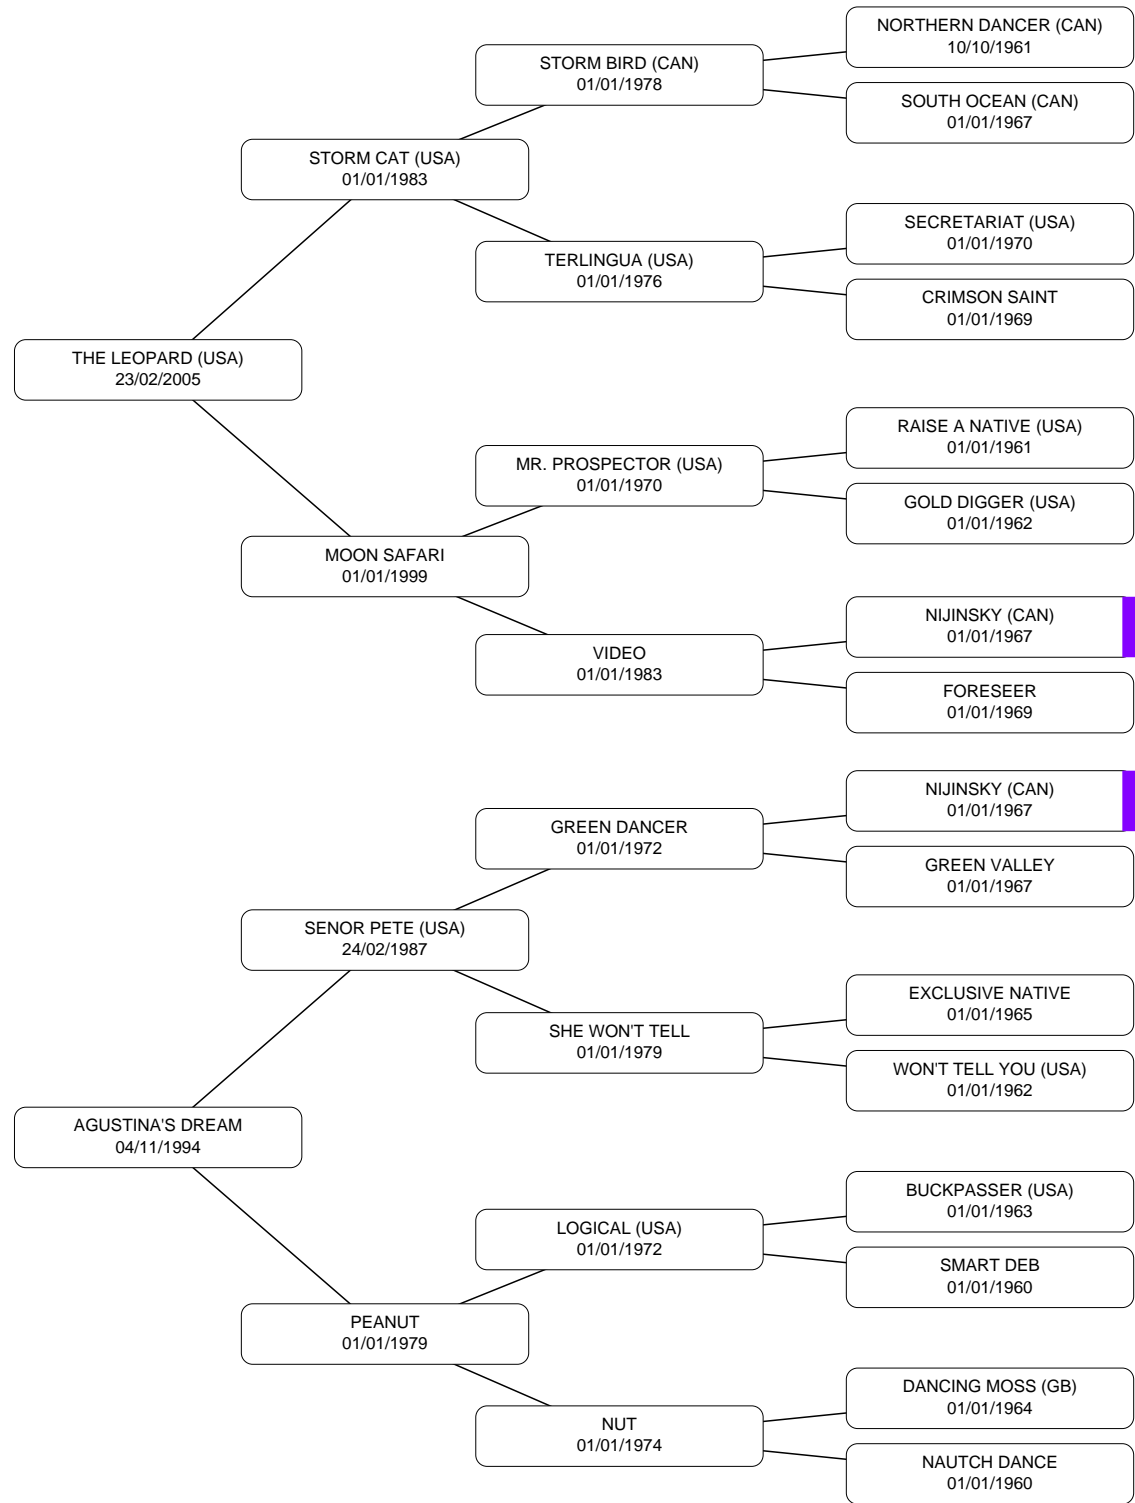 NORTHERN DANCER (CAN)
10/10/1961
STORM BIRD (CAN)
01/01/1978
SOUTH OCEAN (CAN)
01/01/1967
STORM CAT (USA)
01/01/1983
SECRETARIAT (USA)
01/01/1970
TERLINGUA (USA)
01/01/1976
CRIMSON SAINT
01/01/1969
THE LEOPARD (USA)
23/02/2005
RAISE A NATIVE (USA)
01/01/1961
MR. PROSPECTOR (USA)
01/01/1970
GOLD DIGGER (USA)
01/01/1962
MOON SAFARI
01/01/1999
NIJINSKY (CAN)
01/01/1967
VIDEO
01/01/1983
FORESEER
01/01/1969
NIJINSKY (CAN)
01/01/1967
GREEN DANCER
01/01/1972
GREEN VALLEY
01/01/1967
SENOR PETE (USA)
24/02/1987
EXCLUSIVE NATIVE
01/01/1965
SHE WON'T TELL
01/01/1979
WON'T TELL YOU (USA)
01/01/1962
AGUSTINA'S DREAM
04/11/1994
BUCKPASSER (USA)
01/01/1963
LOGICAL (USA)
01/01/1972
SMART DEB
01/01/1960
PEANUT
01/01/1979
DANCING MOSS (GB)
01/01/1964
NUT
01/01/1974
NAUTCH DANCE
01/01/1960